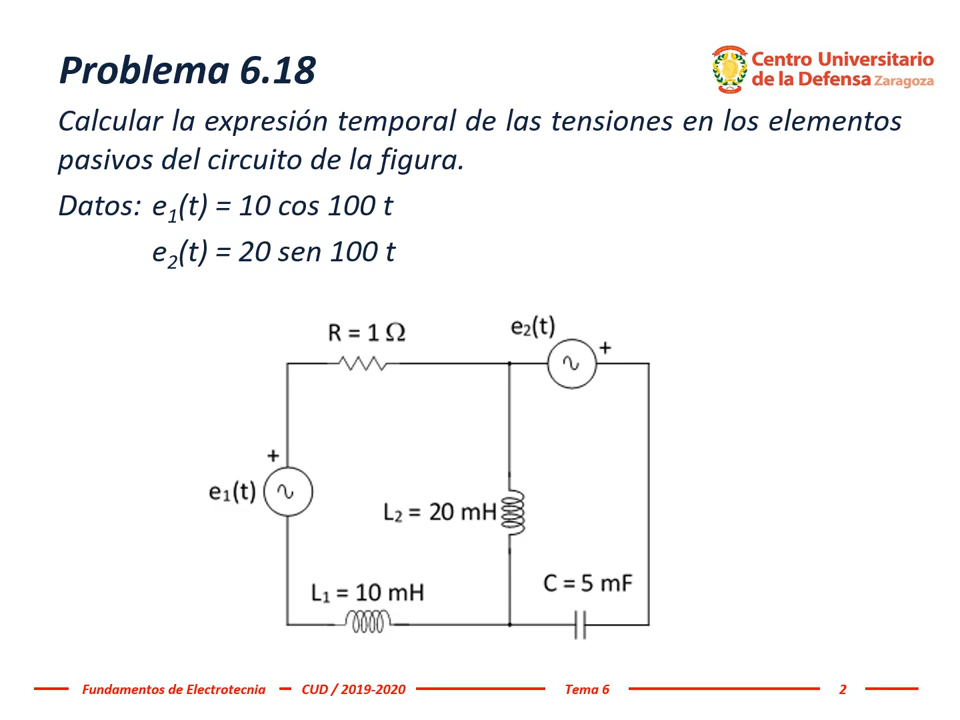 Problema 6.18
Centro Universitario
de la Defensa Zaragoza
Calcular la expresión temporal de las tensiones en los elementos
pasivos del circuito de la figura.
Datos: e₁(t) = 10 cos 100 t
e₂(t) = 20 sen 100 t
R = 1 Ω
e₂(t)
+
+
e₁(t)
L₂ = 20 mH
C = 5 mF
L₁ = 10 mH
Fundamentos de Electrotecnia CUD / 2019-2020 Tema 6 2